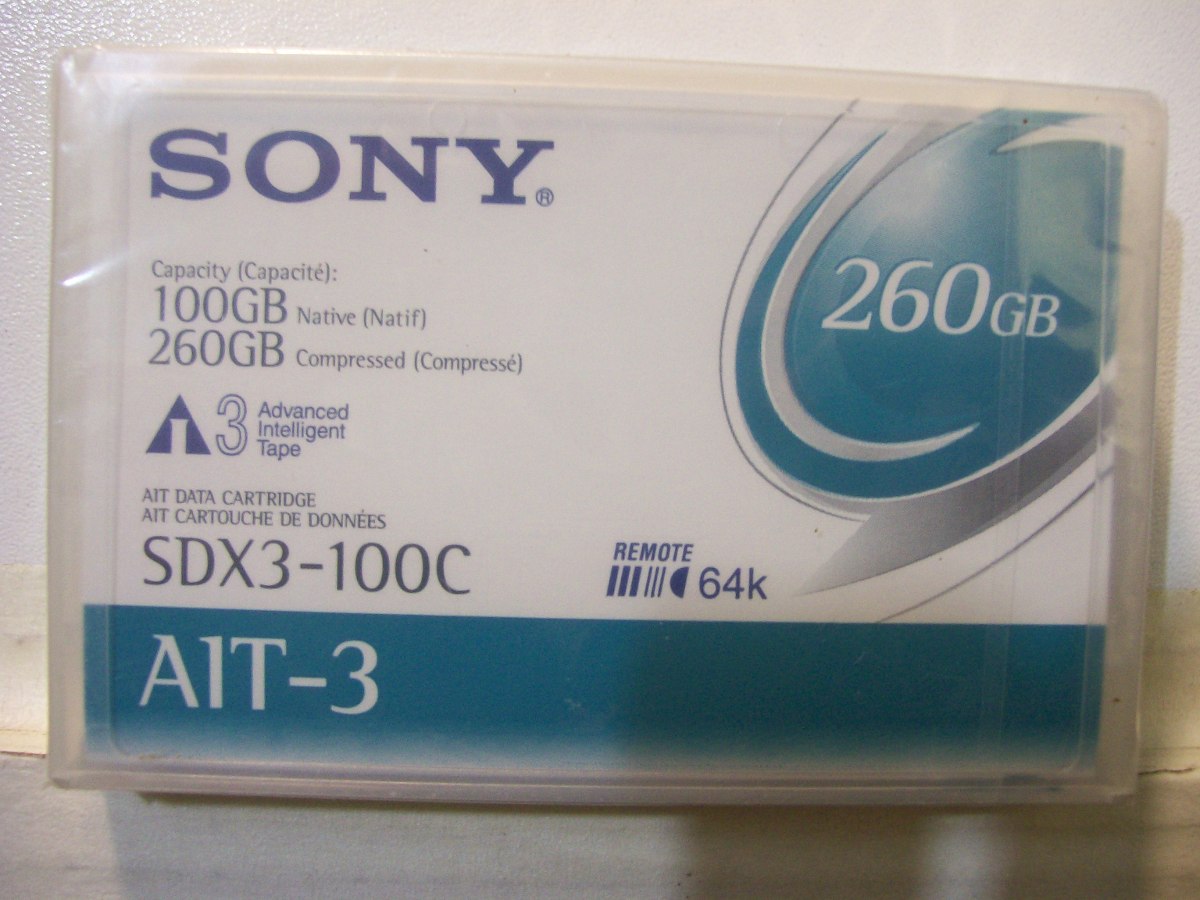 SONY®
Capacity (Capacité):
100GB Native (Natif)
260GB Compressed (Compressé)
260GB
3 Advanced
Intelligent
Tape
AIT DATA CARTRIDGE
AIT CARTOUCHE DE DONNÉES
SDX3-100C
REMOTE
64k
AIT-3